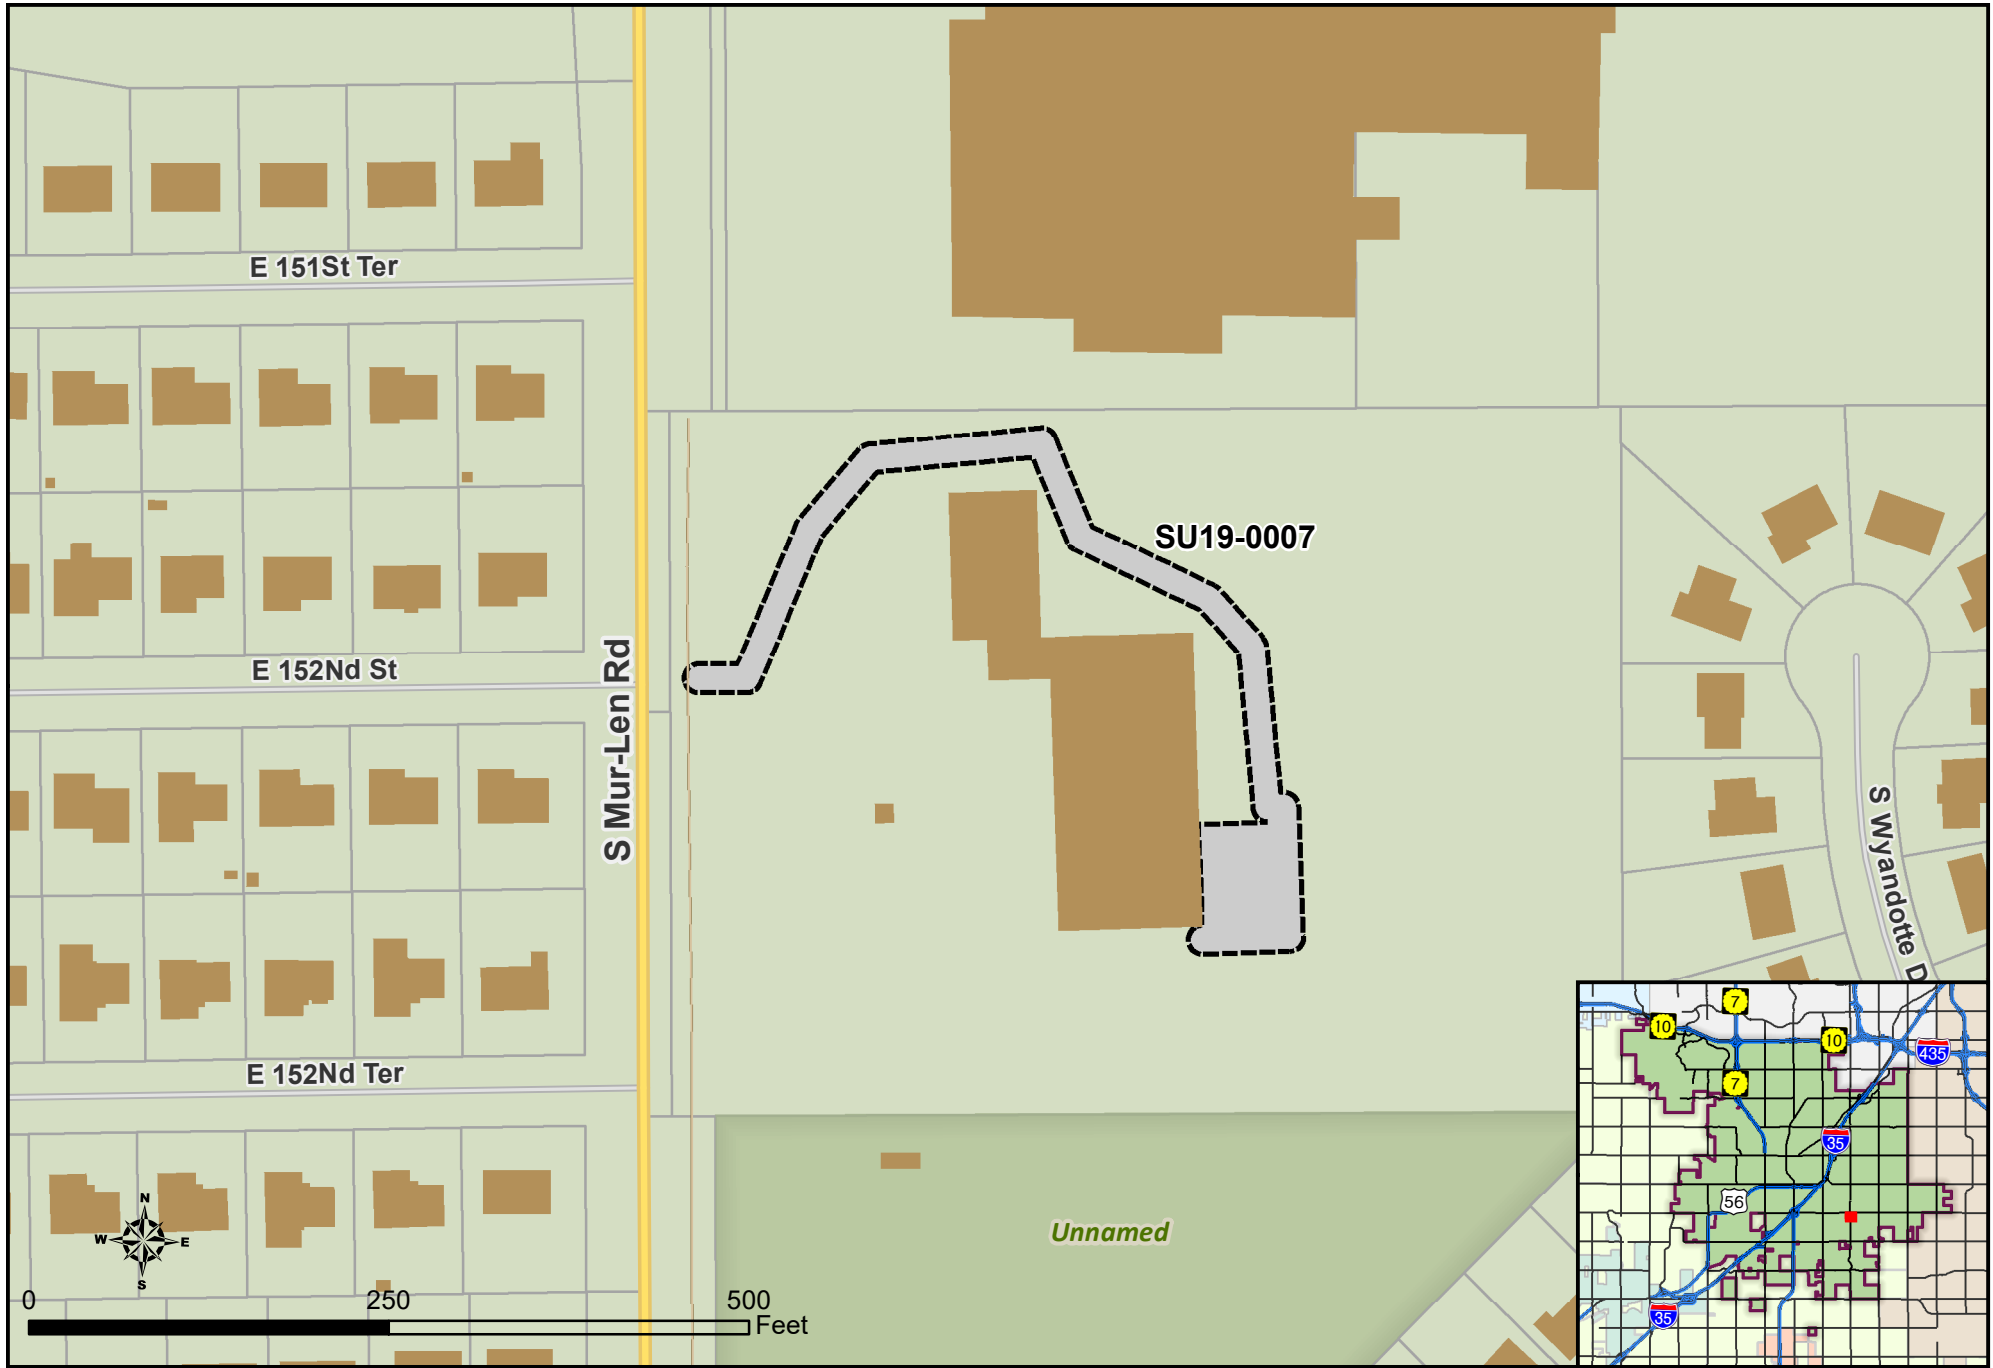 E 151St Ter
SU19-0007
E 152Nd St
S Mur-Len Rd
S Wyandotte D
E 152Nd Ter
Unnamed
N
W
E
S
0
250
500
Feet
7
10
10
435
7
35
56
35